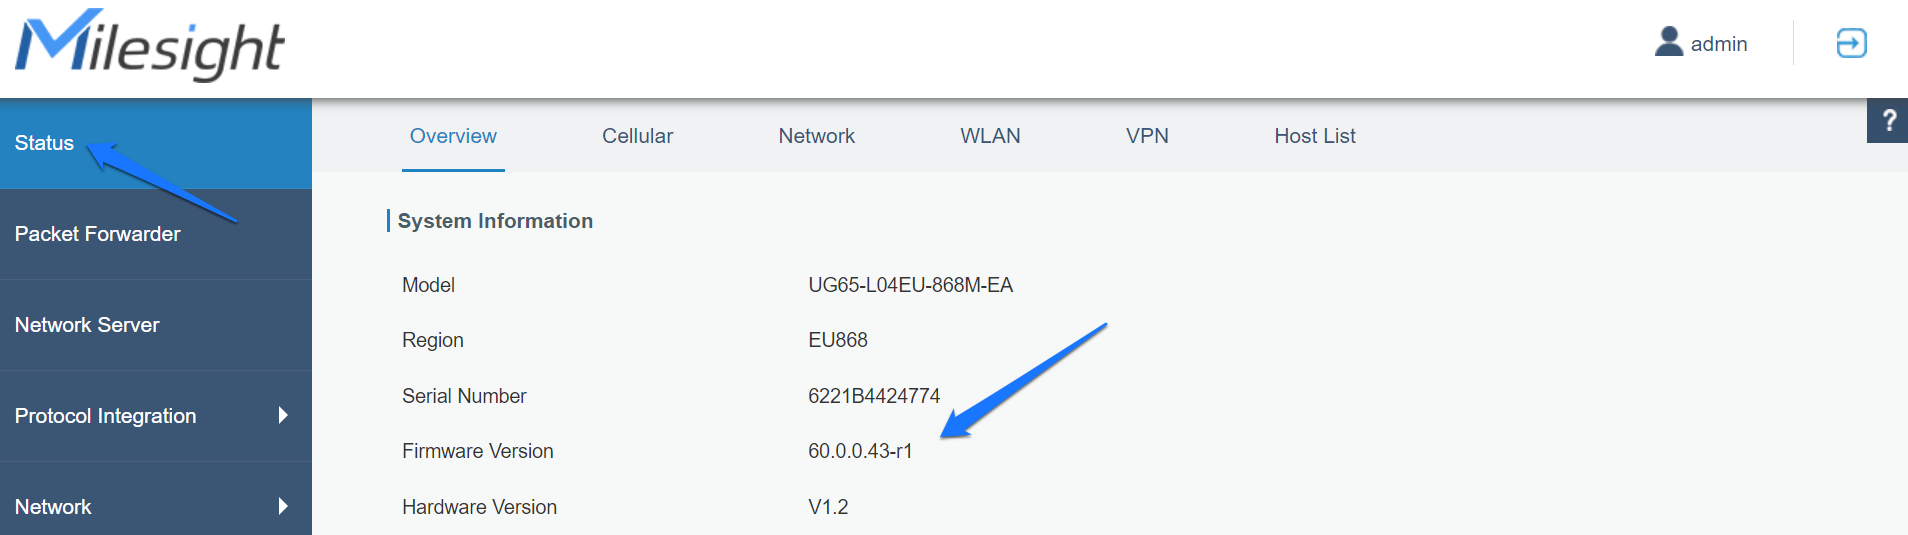 Milesight
admin
Status
Overview Cellular Network WLAN VPN Host List
?
Packet Forwarder
Network Server
Protocol Integration
Network
System Information
Model UG65-L04EU-868M-EA
Region EU868
Serial Number 6221B4424774
Firmware Version 60.0.0.43-r1
Hardware Version V1.2